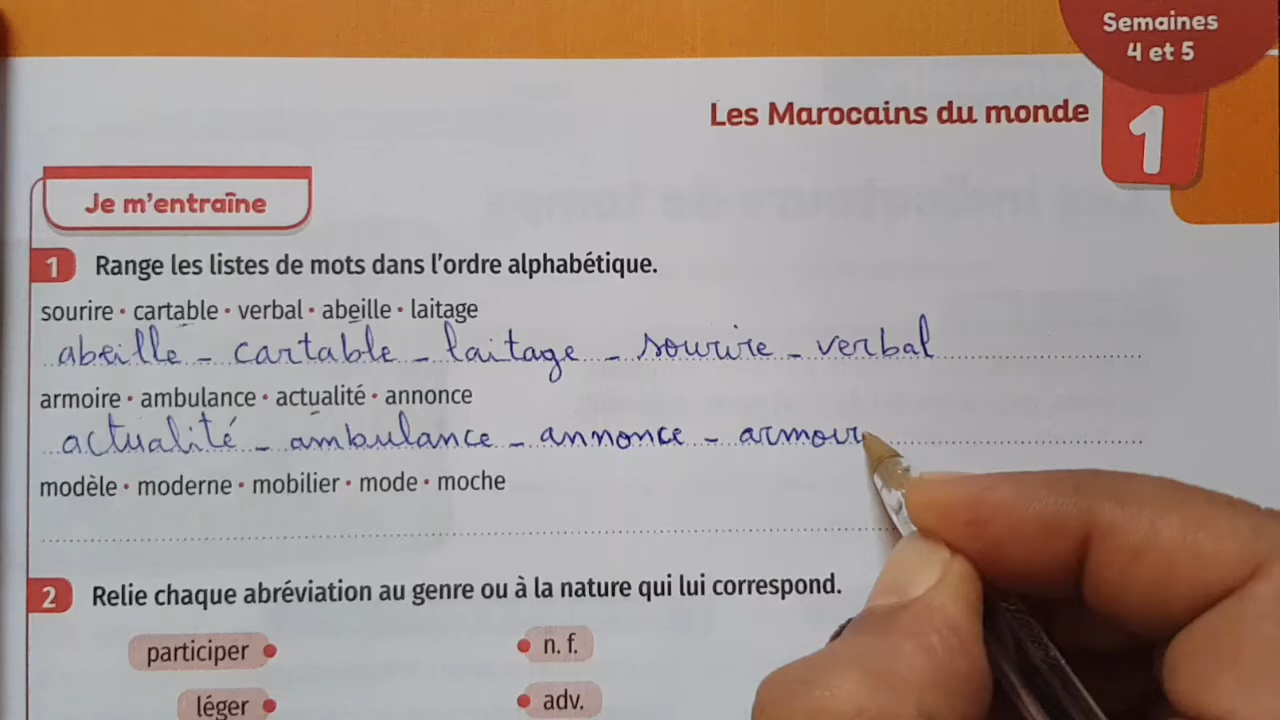 Semaines
4 et 5
Les Marocains du monde
1
Je m'entraîne
1 Range les listes de mots dans l'ordre alphabétique.
sourire • cartable • verbal • abeille • laitage
abeille - cartable - laitage - sourire - verbal
armoire • ambulance • actualité • annonce
actualité - ambulance - annonce - armoir
modèle • moderne • mobilier • mode • moche
2 Relie chaque abréviation au genre ou à la nature qui lui correspond.
participer • • n. f.
léger • • adv.